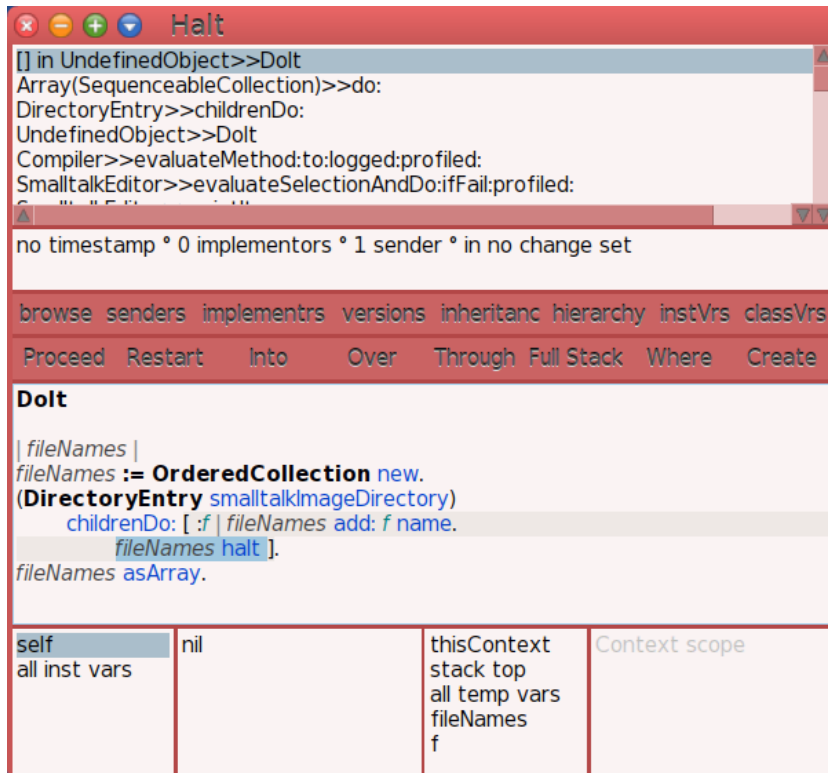 Halt
[] in UndefinedObject>>DoIt
Array(SequenceableCollection)>>do:
DirectoryEntry>>childrenDo:
UndefinedObject>>DoIt
Compiler>>evaluateMethod:to:logged:profiled:
SmalltalkEditor>>evaluateSelectionAndDo:ifFail:profiled:
no timestamp ° 0 implementors ° 1 sender ° in no change set
browse senders implementrs versions inheritanc hierarchy instVrs classVrs
Proceed Restart Into Over Through Full Stack Where Create
DoIt
| fileNames |
fileNames := OrderedCollection new.
(DirectoryEntry smalltalkImageDirectory)
childrenDo: [ :f | fileNames add: f name.
fileNames halt ].
fileNames asArray.
self nil thisContext Context scope
all inst vars stack top
all temp vars
fileNames
f